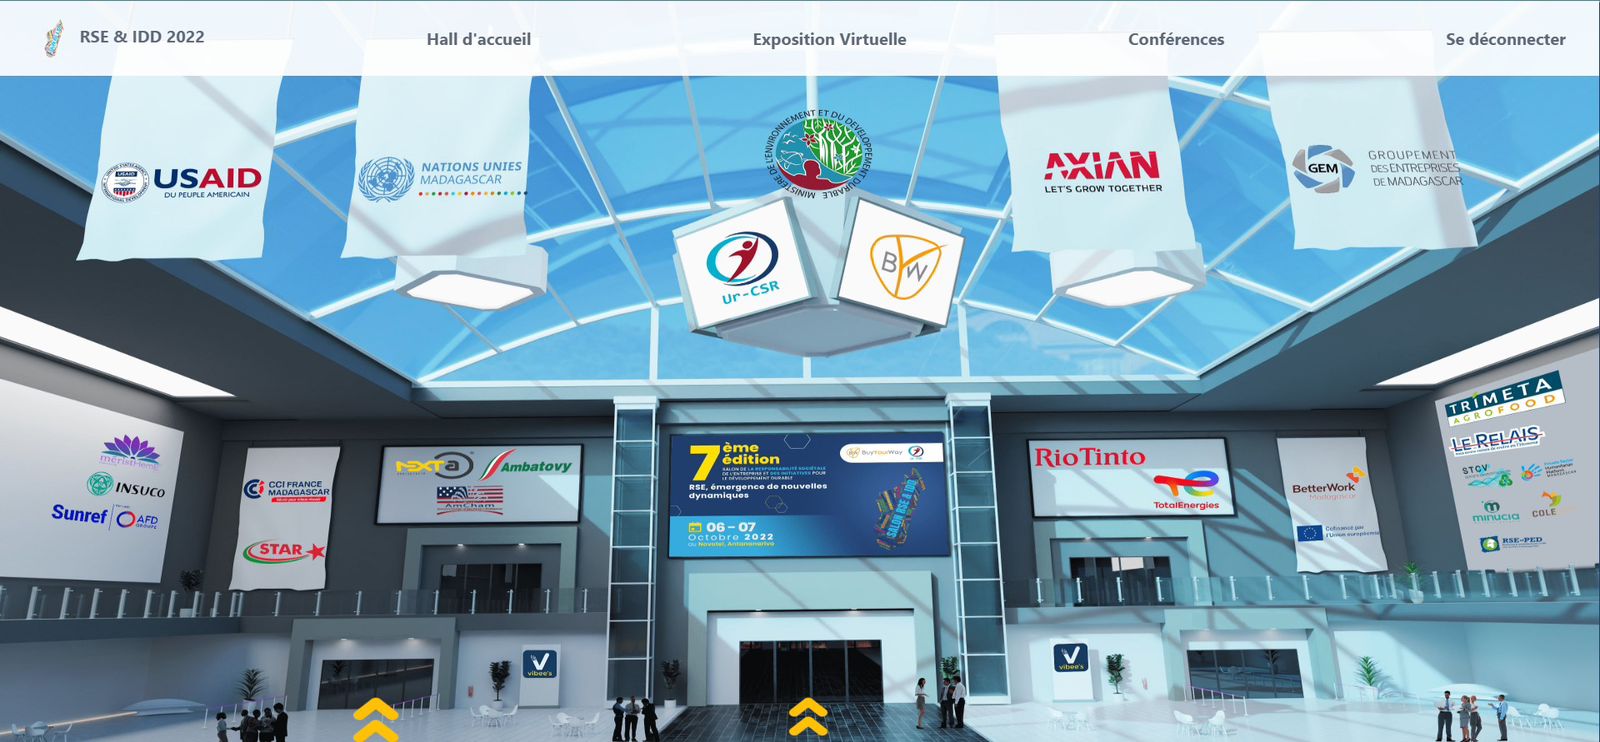 RSE & IDD 2022
Hall d'accueil
Exposition Virtuelle
Conférences
Se déconnecter
USAID
USAID
DU PEUPLE AMERICAIN
NATIONS UNIES
MADAGASCAR
MINISTÈRE DE L'ENVIRONNEMENT ET DU DÉVELOPPEMENT DURABLE
AXIAN
LET'S GROW TOGETHER
GEM
GROUPEMENT
DES ENTREPRISES
DE MADAGASCAR
Ur-CSR
BYW
meristHeme
INSUCO
Sunref
AFD
GROUPE
CCI FRANCE
MADAGASCAR
STAR
NEXTA
Ambatovy
AmCham
7ème
édition
SALON DE LA RESPONSABILITÉ SOCIÉTALE
DE L'ENTREPRISE ET DES INITIATIVES POUR
LE DÉVELOPPEMENT DURABLE
RSE, émergence de nouvelles
dynamiques
BuyYourWay
SALON RSE & IDD
06 – 07
Octobre 2022
au Novotel, Antananarivo
RioTinto
TotalEnergies
BetterWork
Madagascar
Cofinancé par
l'Union européenne
TRIMETA
AGROFOOD
LE RELAIS
STOI
minucia
COLE
RSE-PED
vibee's
vibee's